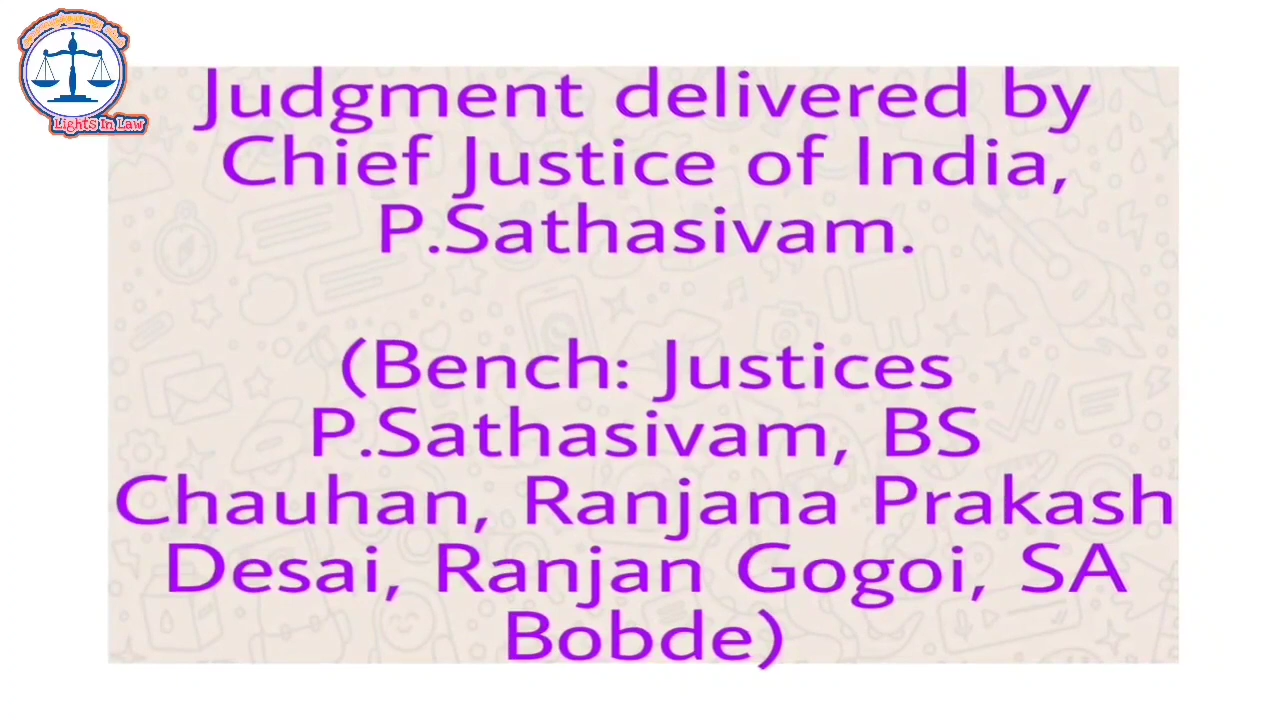 Lights In Law
Judgment delivered by
Chief Justice of India,
P.Sathasivam.
(Bench: Justices
P.Sathasivam, BS
Chauhan, Ranjana Prakash
Desai, Ranjan Gogoi, SA
Bobde)